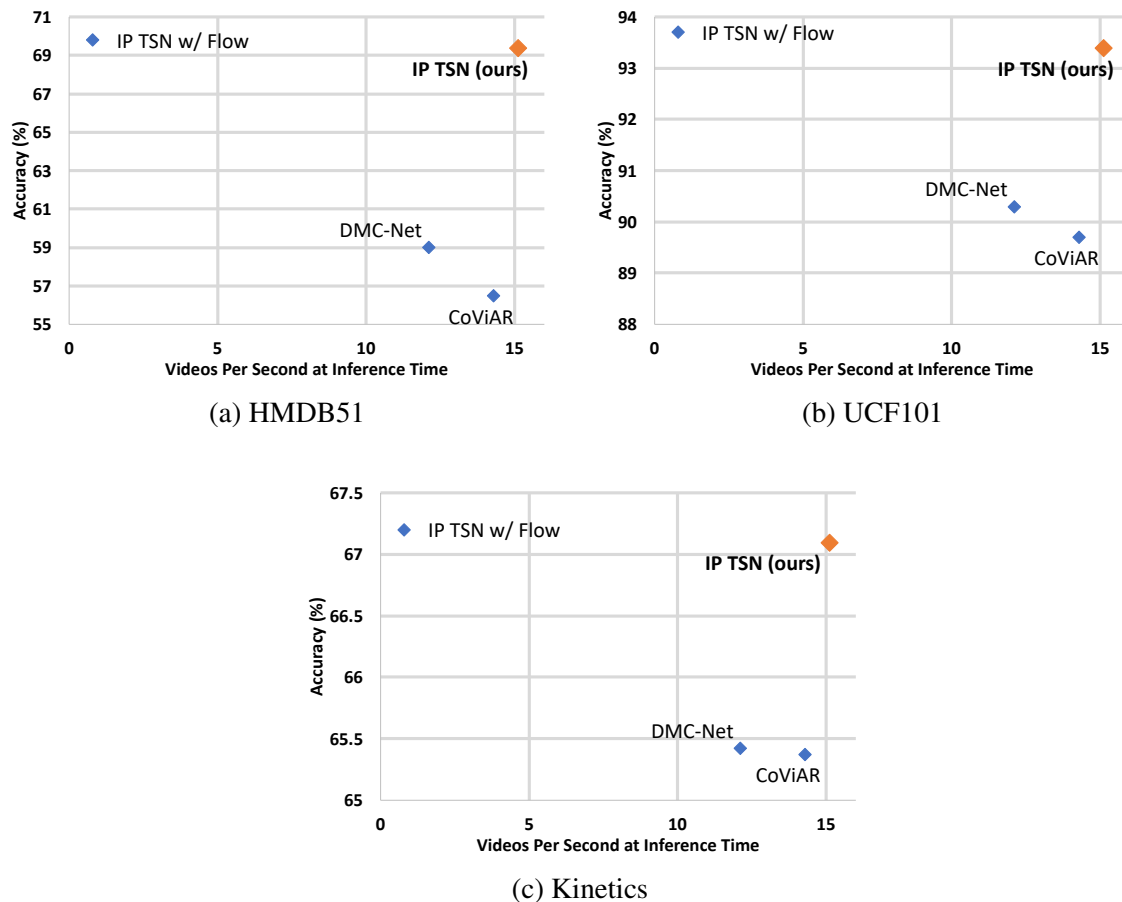 71
69
67
65
63
61
59
57
55
Accuracy (%)
IP TSN w/ Flow
IP TSN (ours)
DMC-Net
CoViAR
0 5 10 15
Videos Per Second at Inference Time
(a) HMDB51
94
93
92
91
90
89
88
Accuracy (%)
IP TSN w/ Flow
IP TSN (ours)
DMC-Net
CoViAR
0 5 10 15
Videos Per Second at Inference Time
(b) UCF101
67.5
67
66.5
66
65.5
65
Accuracy (%)
IP TSN w/ Flow
IP TSN (ours)
DMC-Net
CoViAR
0 5 10 15
Videos Per Second at Inference Time
(c) Kinetics